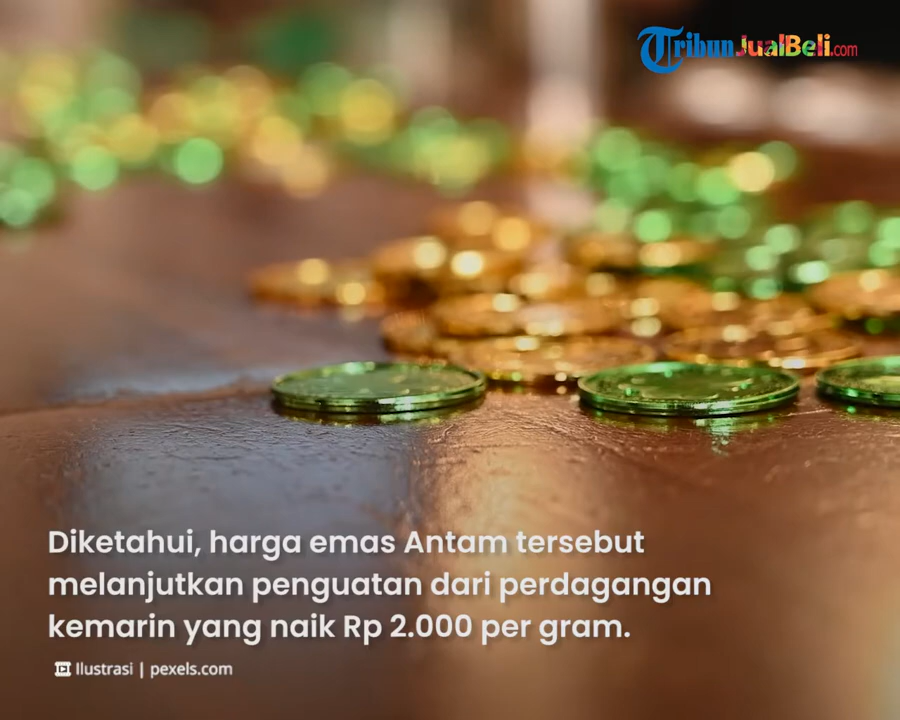 TribunJualBeli.com
Diketahui, harga emas Antam tersebut
melanjutkan penguatan dari perdagangan
kemarin yang naik Rp 2.000 per gram.
Ilustrasi | pexels.com